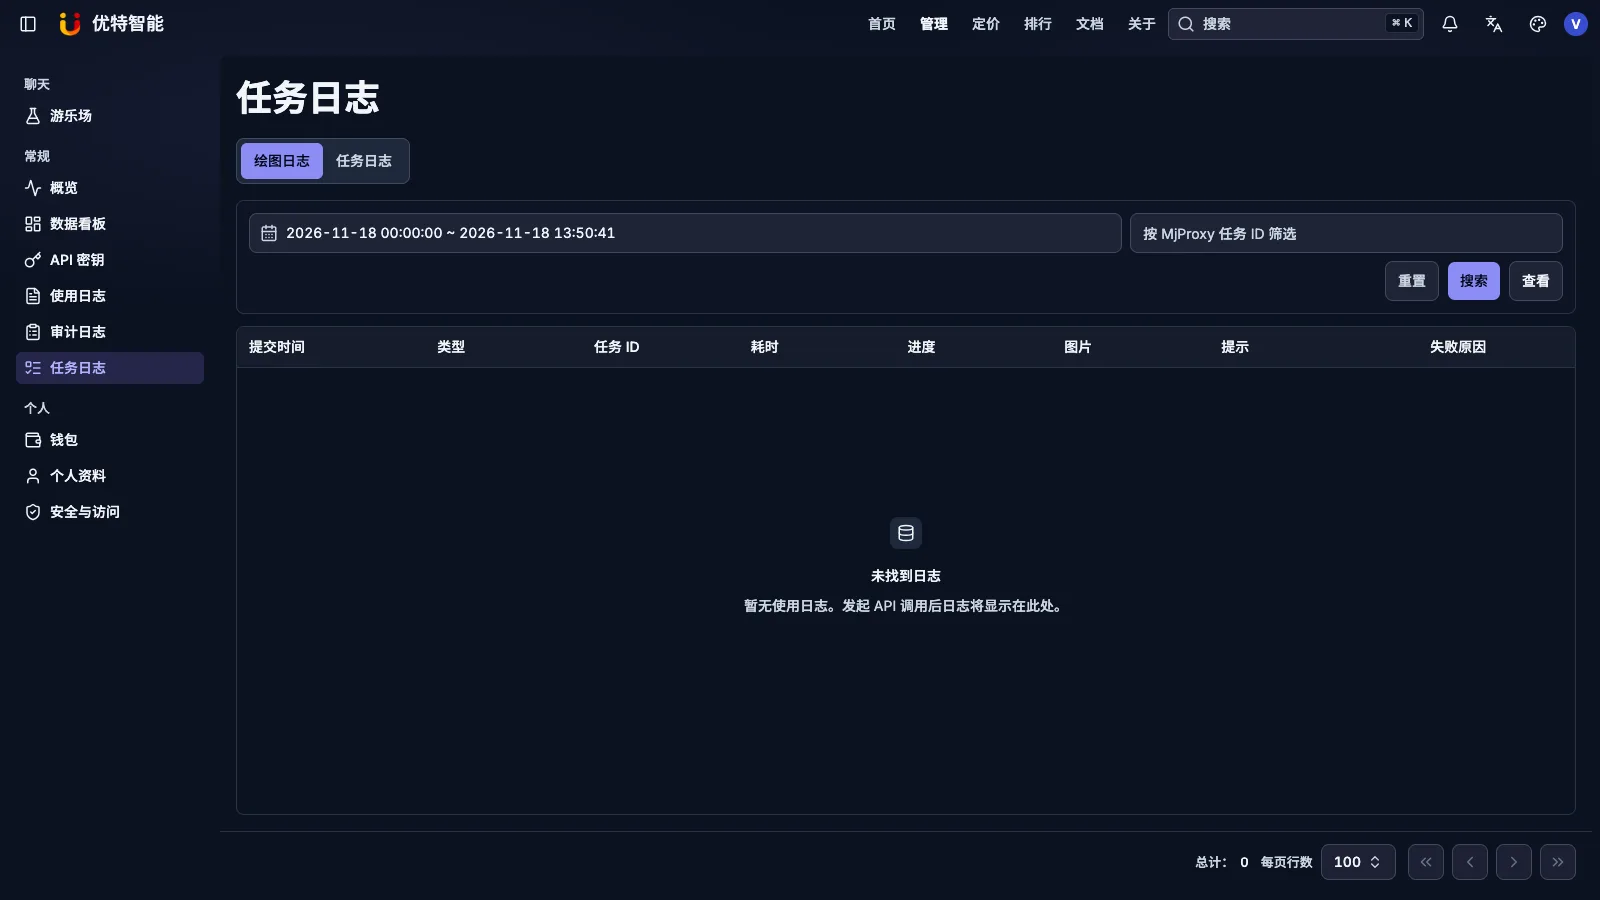 优特智能
首页 管理 定价 排行 文档 关于 搜索 ⌘ K V
聊天
游乐场
常规
概览
数据看板
API 密钥
使用日志
审计日志
任务日志
个人
钱包
个人资料
安全与访问
任务日志
绘图日志 任务日志
2026-11-18 00:00:00 ~ 2026-11-18 13:50:41 按 MjProxy 任务 ID 筛选
重置 搜索 查看
提交时间 类型 任务 ID 耗时 进度 图片 提示 失败原因
未找到日志
暂无使用日志。发起 API 调用后日志将显示在此处。
总计： 0 每页行数 100